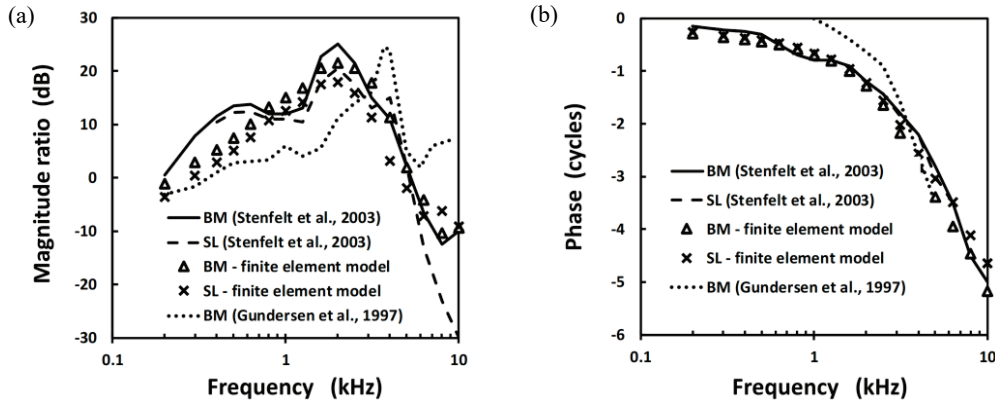 (a)
Magnitude ratio (dB)
30
20
10
0
-10
-20
-30
BM (Stenfelt et al., 2003)
SL (Stenfelt et al., 2003)
BM - finite element model
SL - finite element model
BM (Gundersen et al., 1997)
0.1
1
10
Frequency (kHz)
(b)
Phase (cycles)
0
-1
-2
-3
-4
-5
-6
BM (Stenfelt et al., 2003)
SL (Stenfelt et al., 2003)
BM - finite element model
SL - finite element model
BM (Gundersen et al., 1997)
0.1
1
10
Frequency (kHz)